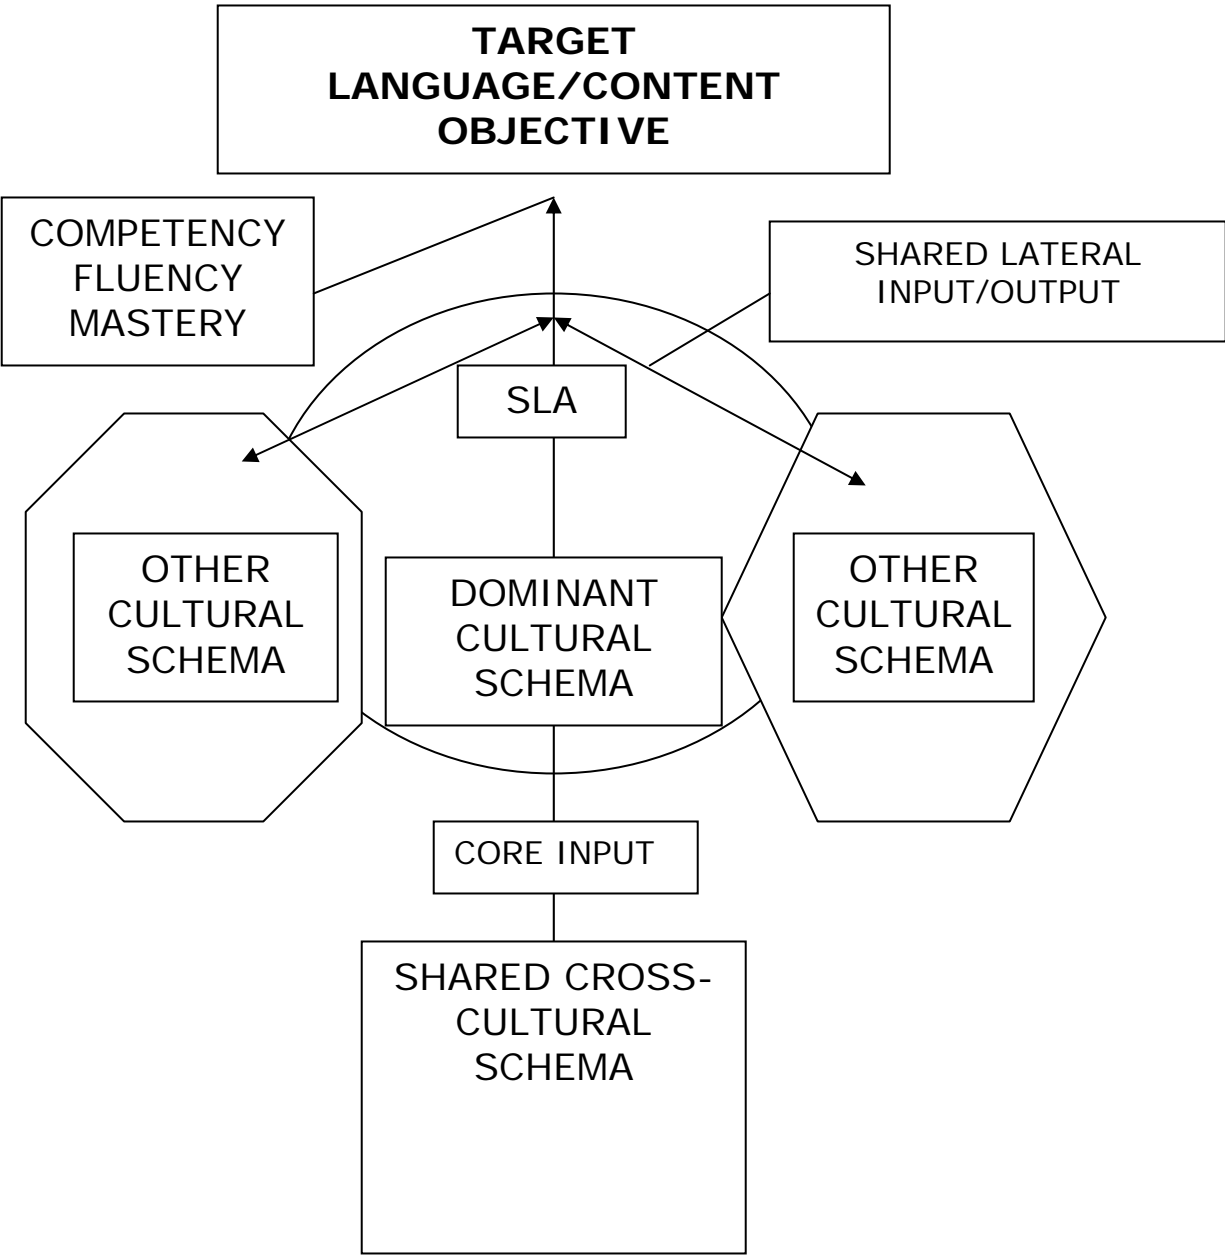 TARGET
LANGUAGE/CONTENT
OBJECTIVE
COMPETENCY
FLUENCY
MASTERY
SHARED LATERAL
INPUT/OUTPUT
SLA
OTHER
CULTURAL
SCHEMA
DOMINANT
CULTURAL
SCHEMA
OTHER
CULTURAL
SCHEMA
CORE INPUT
SHARED CROSS-
CULTURAL
SCHEMA